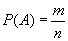 P(A) = m/n